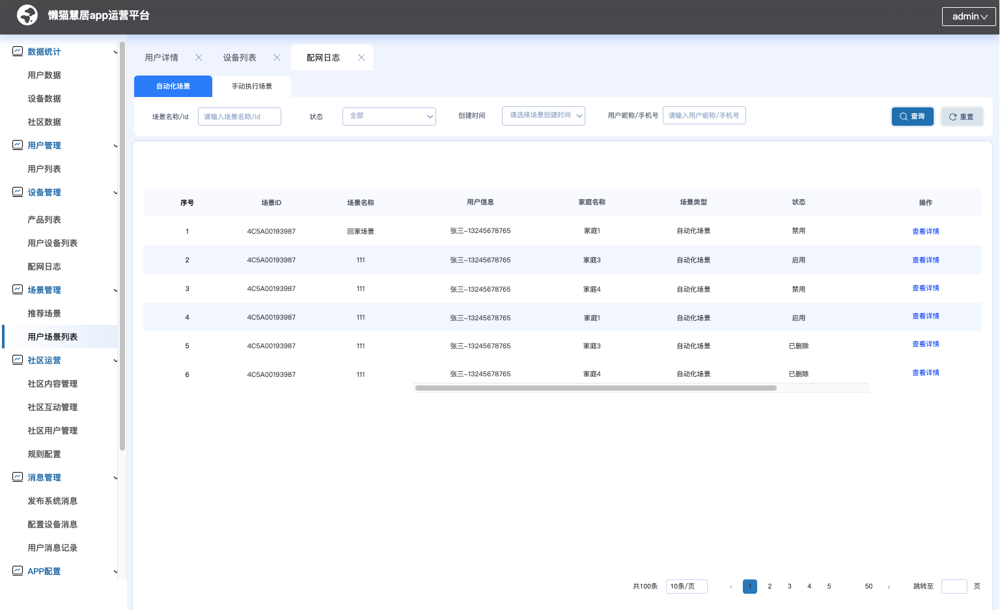 懒猫慧居app运营平台
admin
数据统计
用户数据
设备数据
社区数据
用户管理
用户列表
设备管理
产品列表
用户设备列表
配网日志
场景管理
推荐场景
用户场景列表
社区运营
社区内容管理
社区互动管理
社区用户管理
规则配置
消息管理
发布系统消息
配置设备消息
用户消息记录
APP配置
用户详情 设备列表 配网日志
自动化场景 手动执行场景
场景名称/id 请输入场景名称/id 状态 全部 创建时间 请选择场景创建时间 用户昵称/手机号 请输入用户昵称/手机号 查询 重置
序号 场景ID 场景名称 用户信息 家庭名称 场景类型 状态 操作
1 4C5A00193987 回家场景 张三-13245678765 家庭1 自动化场景 禁用 查看详情
2 4C5A00193987 111 张三-13245678765 家庭3 自动化场景 启用 查看详情
3 4C5A00193987 111 张三-13245678765 家庭4 自动化场景 禁用 查看详情
4 4C5A00193987 111 张三-13245678765 家庭1 自动化场景 启用 查看详情
5 4C5A00193987 111 张三-13245678765 家庭3 自动化场景 已删除 查看详情
6 4C5A00193987 111 张三-13245678765 家庭4 自动化场景 已删除 查看详情
共100条 10条/页 ‹ 1 2 3 4 5 50 › 跳转至 页